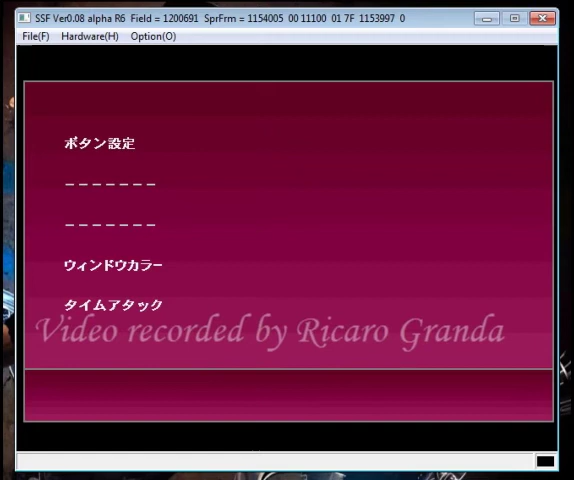 SSF Ver0.08 alpha R6 Field = 1200691 SprFrm = 1154005 00 11100 01 7F 1153997 0
File(F) Hardware(H) Option(O)
ボタン設定
－－－－－－－
－－－－－－－
ウィンドウカラー
タイムアタック
Video recorded by Ricaro Granda